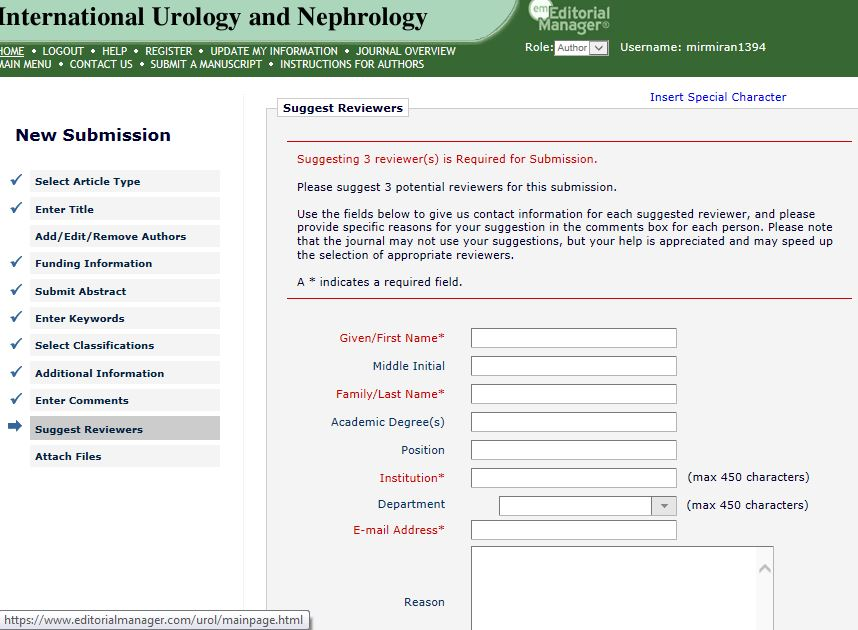 International Urology and Nephrology
em Editorial
Manager®
HOME • LOGOUT • HELP • REGISTER • UPDATE MY INFORMATION • JOURNAL OVERVIEW
MAIN MENU • CONTACT US • SUBMIT A MANUSCRIPT • INSTRUCTIONS FOR AUTHORS
Role: Author Username: mirmiran1394
Insert Special Character
New Submission
Select Article Type
Enter Title
Add/Edit/Remove Authors
Funding Information
Submit Abstract
Enter Keywords
Select Classifications
Additional Information
Enter Comments
Suggest Reviewers
Attach Files
Suggest Reviewers
Suggesting 3 reviewer(s) is Required for Submission.
Please suggest 3 potential reviewers for this submission.
Use the fields below to give us contact information for each suggested reviewer, and please
provide specific reasons for your suggestion in the comments box for each person. Please note
that the journal may not use your suggestions, but your help is appreciated and may speed up
the selection of appropriate reviewers.
A * indicates a required field.
Given/First Name*
Middle Initial
Family/Last Name*
Academic Degree(s)
Position
Institution* (max 450 characters)
Department (max 450 characters)
E-mail Address*
Reason
https://www.editorialmanager.com/urol/mainpage.html